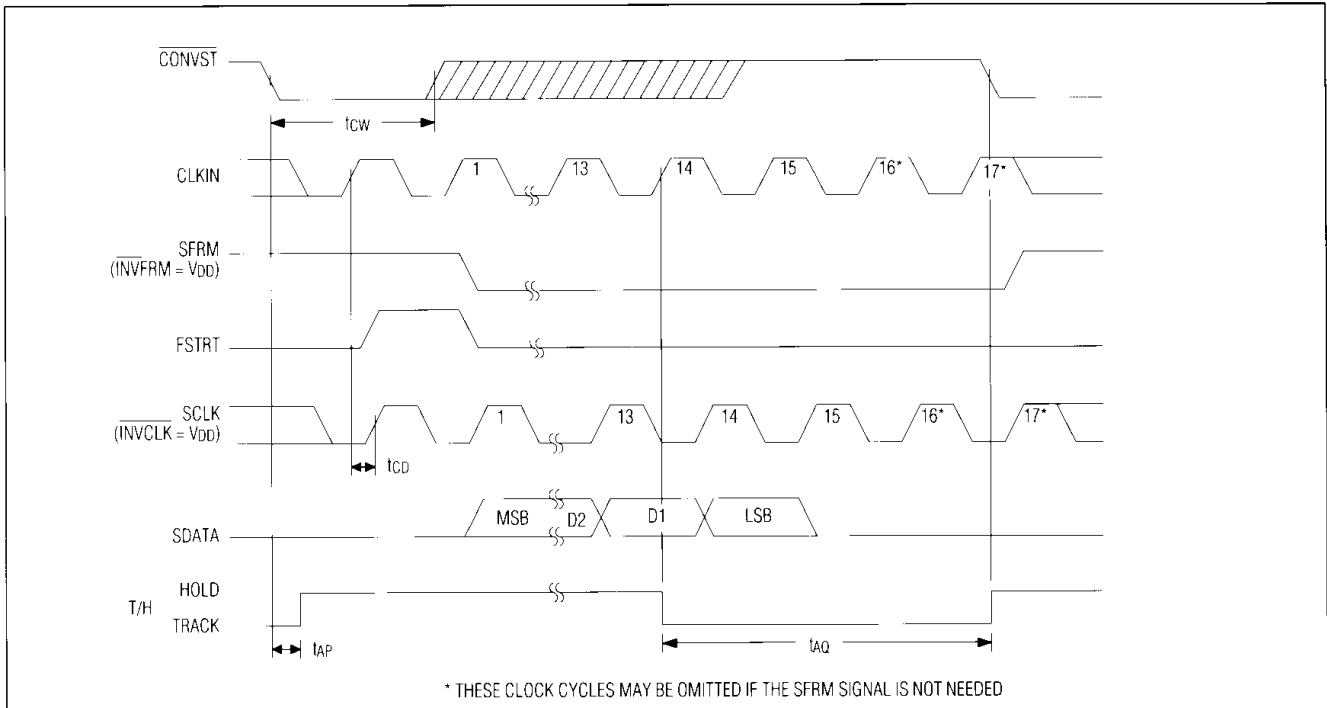 CONVST
tCW
CLKIN
1 13 14 15 16* 17*
SFRM
(INVFRM = VDD)
FSTRT
SCLK
(INVCLK = VDD)
1 13 14 15 16* 17*
tCD
SDATA
MSB D2 D1 LSB
T/H
HOLD
TRACK
tAP
tAQ
* THESE CLOCK CYCLES MAY BE OMITTED IF THE SFRM SIGNAL IS NOT NEEDED